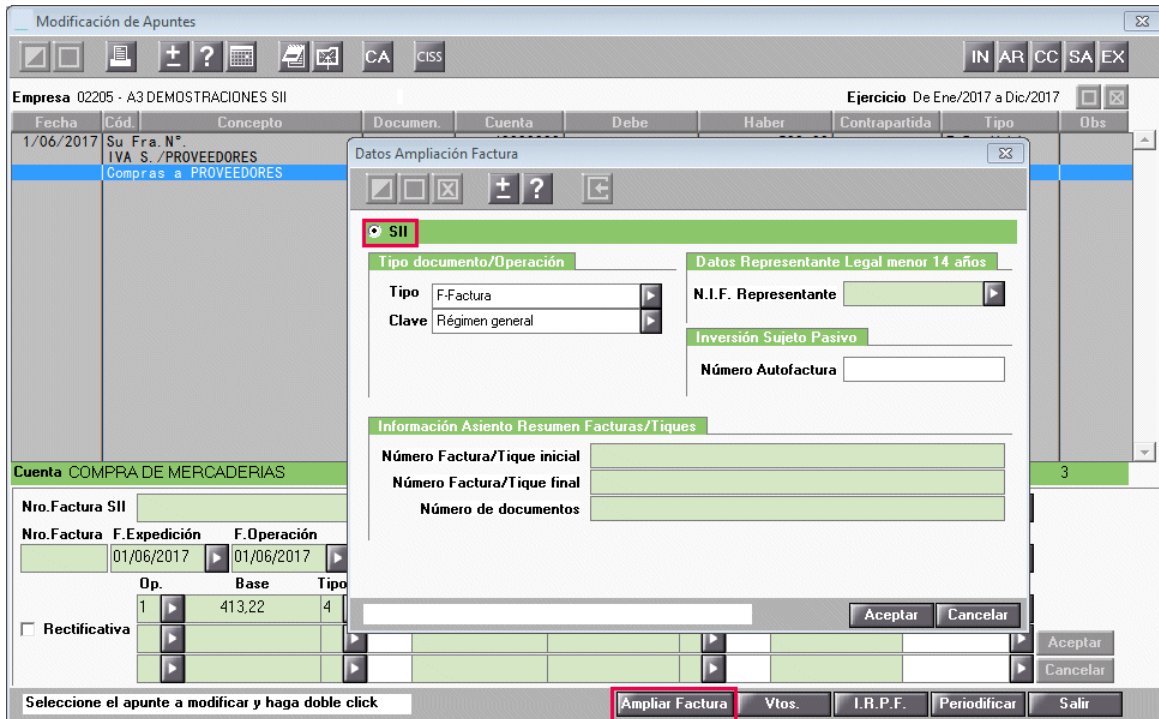 Modificación de Apuntes
± ? CA CISS IN AR CC SA EX
Empresa 02205 - A3 DEMOSTRACIONES SII Ejercicio De Ene/2017 a Dic/2017
Fecha Cód. Concepto Documen. Cuenta Debe Haber Contrapartida Tipo Obs
1/06/2017 Su Fra.N°.
IVA S./PROVEEDORES
Compras a PROVEEDORES
Datos Ampliación Factura
± ?
SII
Tipo documento/Operación
Tipo F-Factura
Clave Régimen general
Datos Representante Legal menor 14 años
N.I.F. Representante
Inversión Sujeto Pasivo
Número Autofactura
Información Asiento Resumen Facturas/Tiques
Número Factura/Tique inicial
Número Factura/Tique final
Número de documentos
Aceptar Cancelar
Cuenta COMPRA DE MERCADERIAS 3
Nro.Factura SII
Nro.Factura F.Expedición F.Operación
01/06/2017 01/06/2017
Op. Base Tipo
1 413,22 4
Rectificativa
Aceptar
Cancelar
Seleccione el apunte a modificar y haga doble click Ampliar Factura Vtos. I.R.P.F. Periodificar Salir